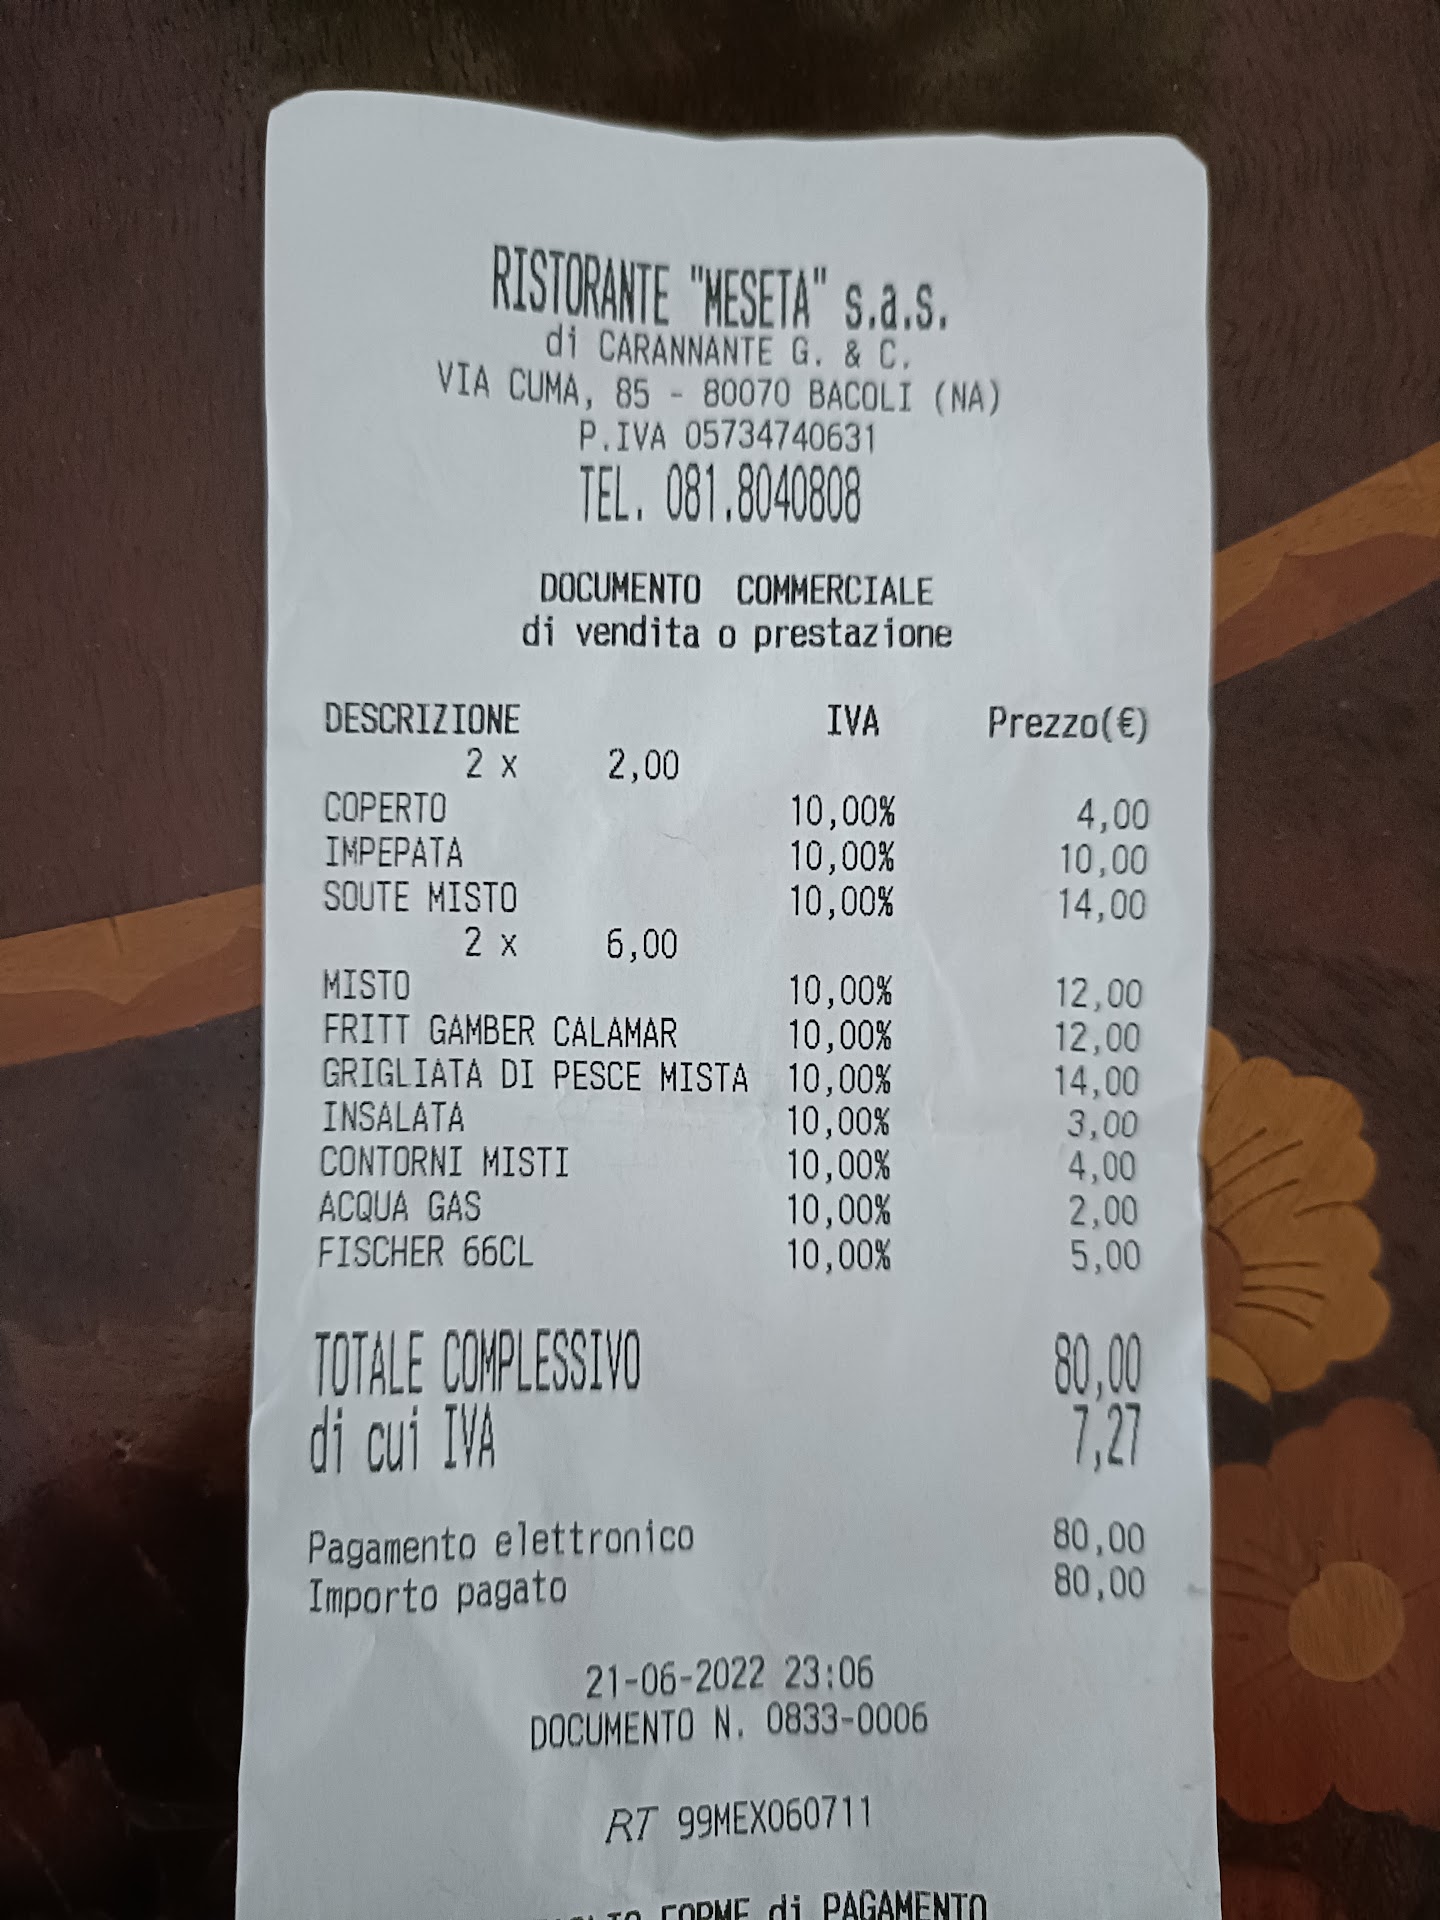 RISTORANTE "MESETA" s.a.s.
di CARANNANTE G. & C.
VIA CUMA, 85 - 80070 BACOLI (NA)
P.IVA 05734740631
TEL. 081.8040808
DOCUMENTO COMMERCIALE
di vendita o prestazione
DESCRIZIONE IVA Prezzo(€)
2 x 2,00
COPERTO 10,00% 4,00
IMPEPATA 10,00% 10,00
SOUTE MISTO 10,00% 14,00
2 x 6,00
MISTO 10,00% 12,00
FRITT GAMBER CALAMAR 10,00% 12,00
GRIGLIATA DI PESCE MISTA 10,00% 14,00
INSALATA 10,00% 3,00
CONTORNI MISTI 10,00% 4,00
ACQUA GAS 10,00% 2,00
FISCHER 66CL 10,00% 5,00
TOTALE COMPLESSIVO 80,00
di cui IVA 7,27
Pagamento elettronico 80,00
Importo pagato 80,00
21-06-2022 23:06
DOCUMENTO N. 0833-0006
RT 99MEX060711
FORME di PAGAMENTO